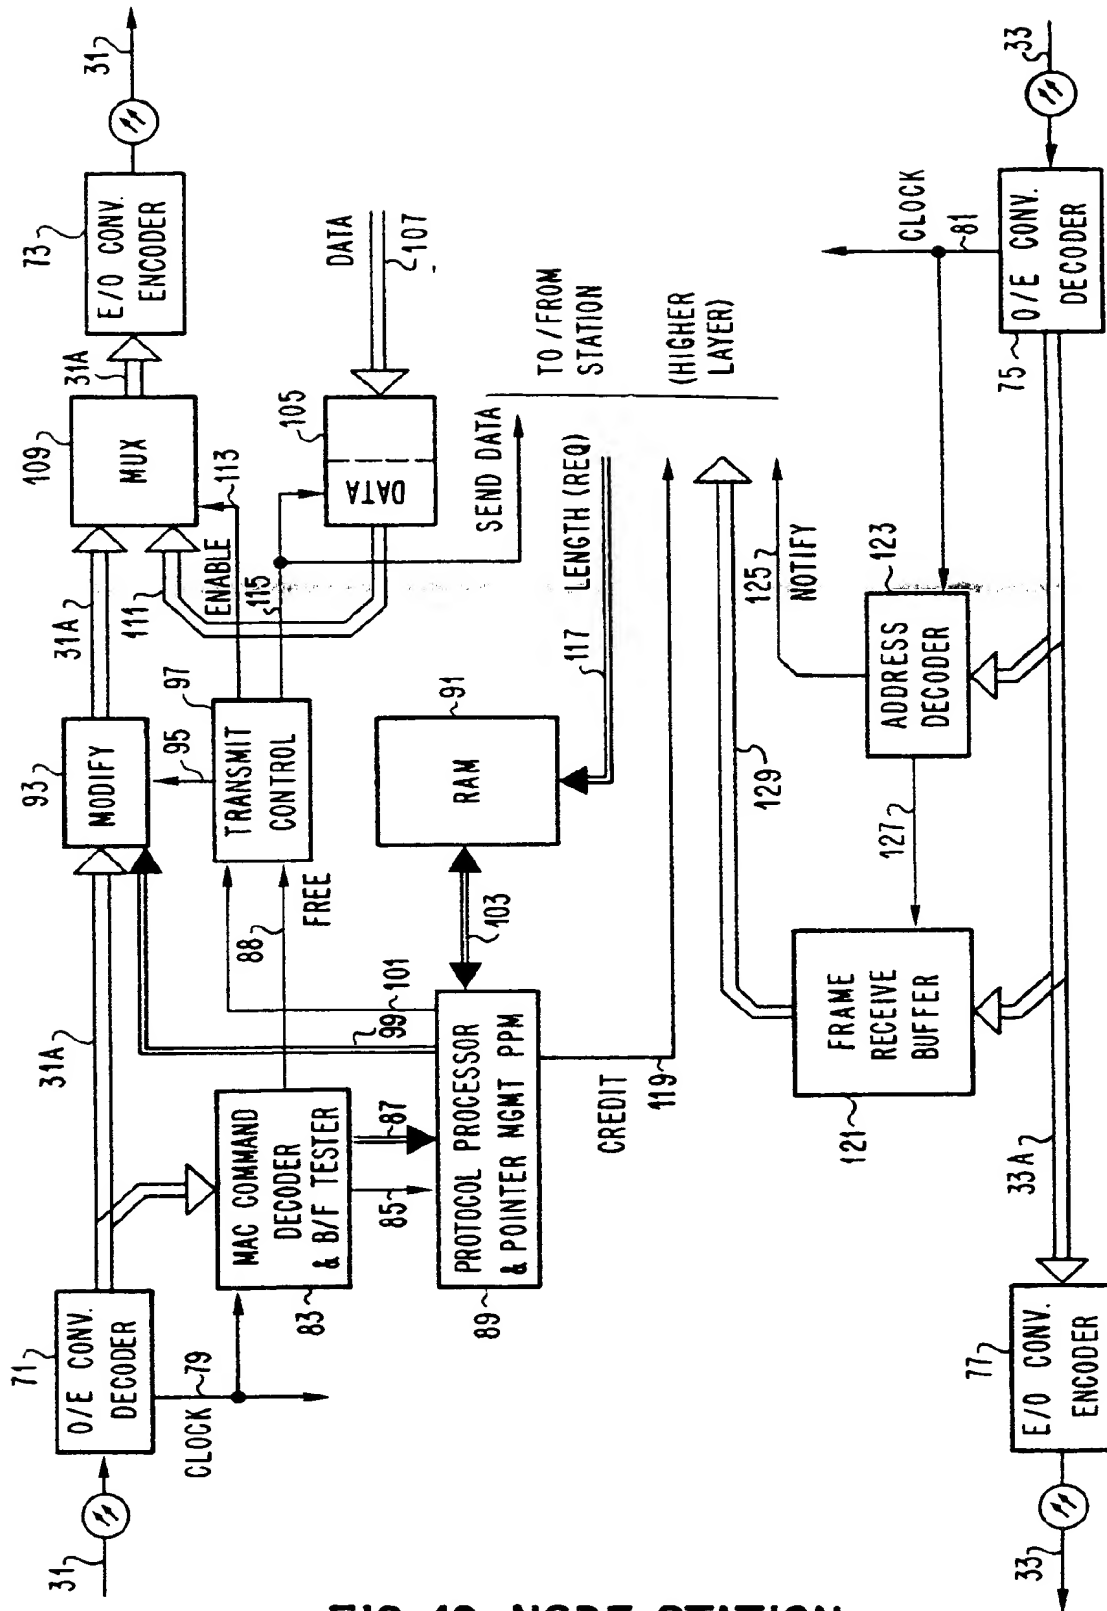 31
71
O/E CONV.
DECODER
CLOCK
79
31A
MAC COMMAND
DECODER
& B/F TESTER
83
85
87
88
FREE
PROTOCOL PROCESSOR
& POINTER MGMT PPM
89
99
101
103
93
MODIFY
95
97
TRANSMIT
CONTROL
91
RAM
31A
111
ENABLE
113
115
109
MUX
31A
73
E/O CONV.
ENCODER
31
105
DATA
DATA
107
SEND DATA
TO/FROM
STATION
(HIGHER
LAYER)
117
LENGTH (REQ)
CREDIT
119
125
NOTIFY
123
ADDRESS
DECODER
127
129
FRAME
RECEIVE
BUFFER
121
CLOCK
81
75
O/E CONV.
DECODER
33
33A
77
E/O CONV.
ENCODER
33